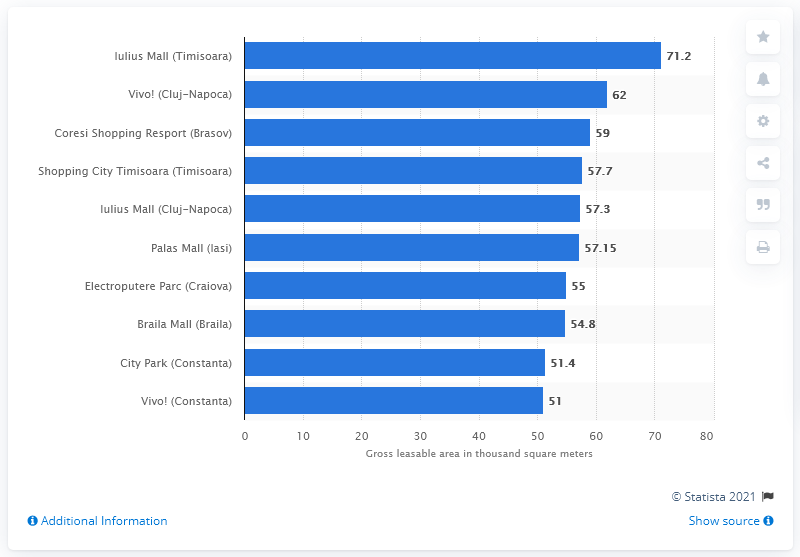 Iulius Mall (Timisoara) 71.2
Vivo! (Cluj-Napoca) 62
Coresi Shopping Resport (Brasov) 59
Shopping City Timisoara (Timisoara) 57.7
Iulius Mall (Cluj-Napoca) 57.3
Palas Mall (Iasi) 57.15
Electroputere Parc (Craiova) 55
Braila Mall (Braila) 54.8
City Park (Constanta) 51.4
Vivo! (Constanta) 51
0 10 20 30 40 50 60 70 80
Gross leasable area in thousand square meters
© Statista 2021
Additional Information Show source